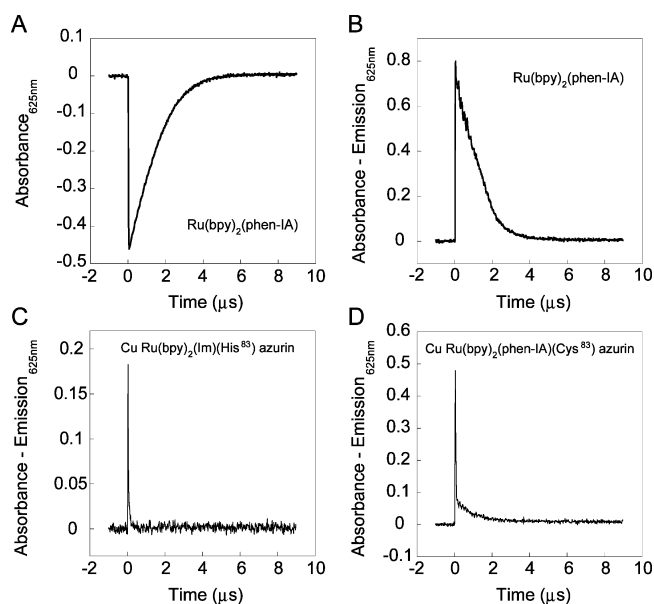 A
0.1
0
-0.1
-0.2
-0.3
-0.4
-0.5
Absorbance625nm
Ru(bpy)2(phen-IA)
-2 0 2 4 6 8 10
Time (μs)
B
0.8
0.6
0.4
0.2
0
Absorbance - Emission625nm
Ru(bpy)2(phen-IA)
-2 0 2 4 6 8 10
Time (μs)
C
0.2
0.15
0.1
0.05
0
Absorbance - Emission625nm
Cu Ru(bpy)2(Im)(His83) azurin
-2 0 2 4 6 8 10
Time (μs)
D
0.6
0.5
0.4
0.3
0.2
0.1
0
-0.1
Absorbance - Emission625nm
Cu Ru(bpy)2(phen-IA)(Cys83) azurin
-2 0 2 4 6 8 10
Time (μs)